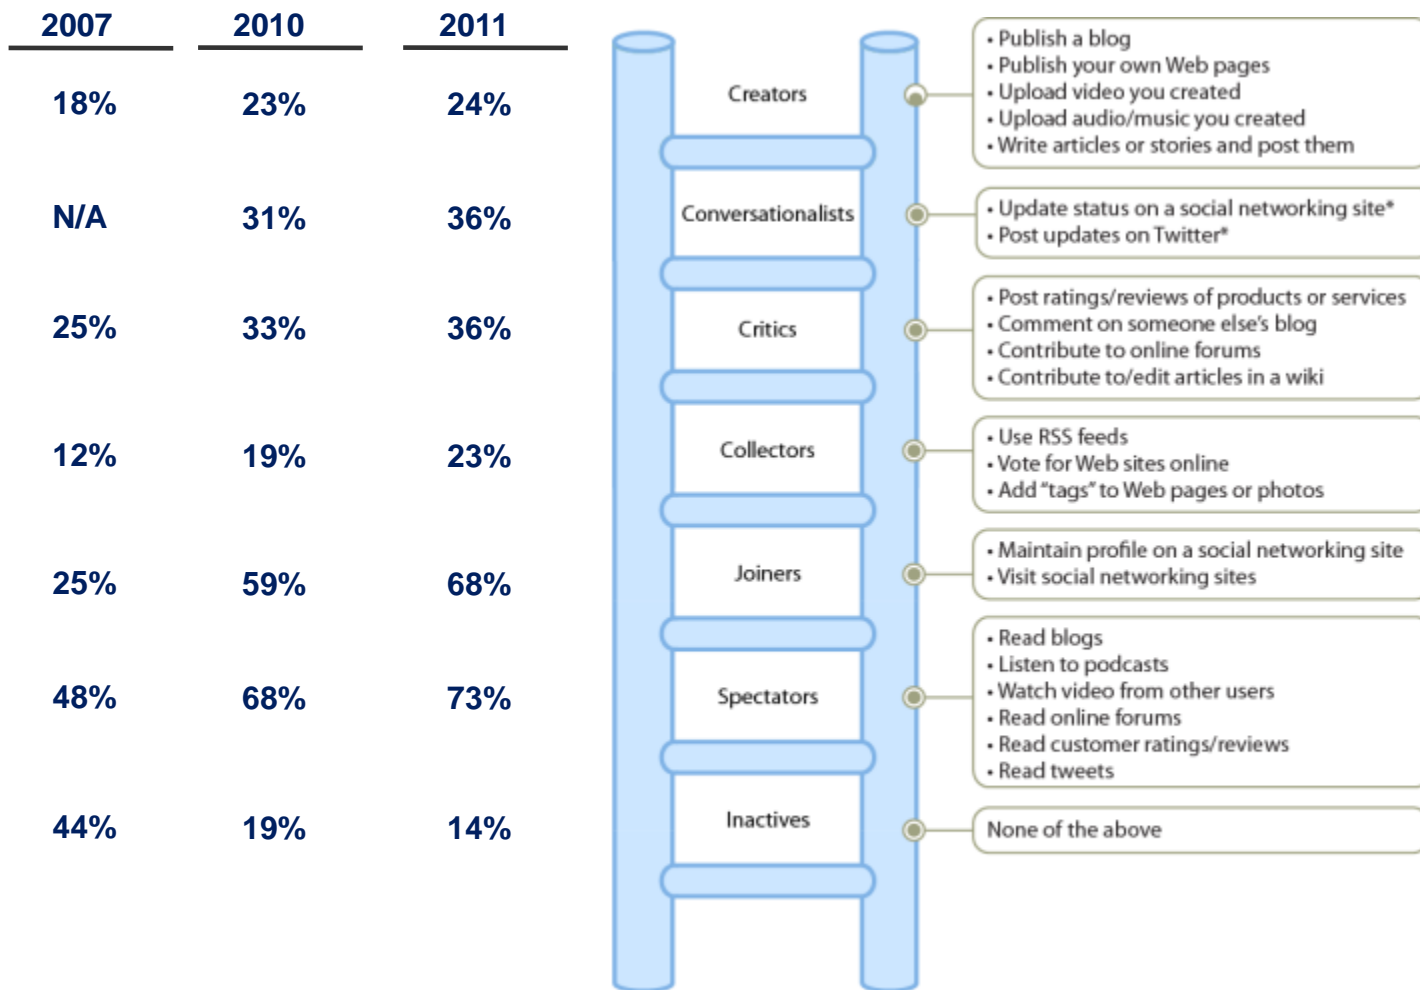 2007 2010 2011
18% 23% 24% Creators
• Publish a blog
• Publish your own Web pages
• Upload video you created
• Upload audio/music you created
• Write articles or stories and post them
N/A 31% 36% Conversationalists
• Update status on a social networking site*
• Post updates on Twitter*
25% 33% 36% Critics
• Post ratings/reviews of products or services
• Comment on someone else's blog
• Contribute to online forums
• Contribute to/edit articles in a wiki
12% 19% 23% Collectors
• Use RSS feeds
• Vote for Web sites online
• Add "tags" to Web pages or photos
25% 59% 68% Joiners
• Maintain profile on a social networking site
• Visit social networking sites
48% 68% 73% Spectators
• Read blogs
• Listen to podcasts
• Watch video from other users
• Read online forums
• Read customer ratings/reviews
• Read tweets
44% 19% 14% Inactives
None of the above